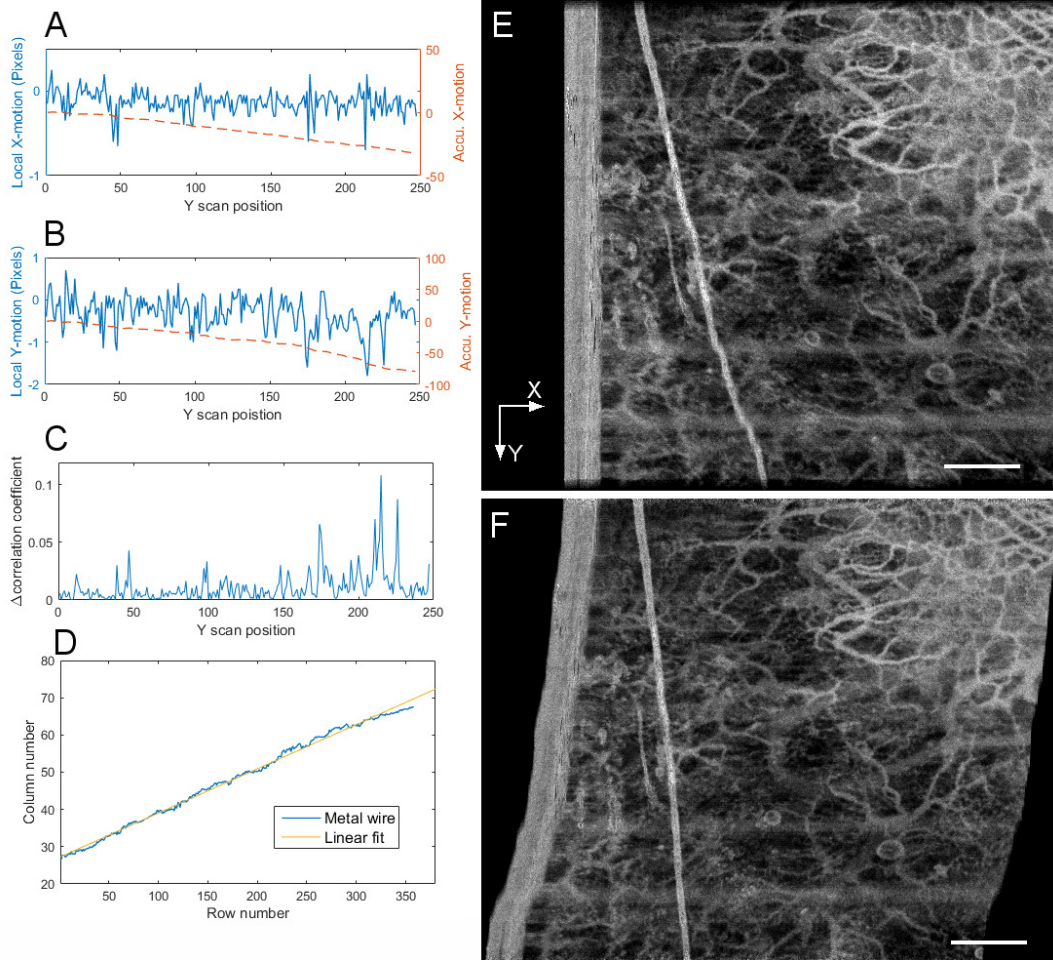 A
Local X-motion (Pixels)
0
-1
50
0
-50
Accu. X-motion
0 50 100 150 200 250
Y scan position
B
Local Y-motion (Pixels)
1
0
-1
-2
100
50
0
-50
-100
Accu. Y-motion
0 50 100 150 200 250
Y scan poistion
C
Δcorrelation coefficient
0.1
0.05
0
0 50 100 150 200 250
Y scan position
D
Column number
80
70
60
50
40
30
20
Metal wire
Linear fit
50 100 150 200 250 300 350
Row number
E
X
Y
F